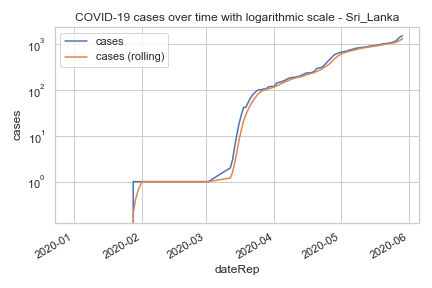 COVID-19 cases over time with logarithmic scale - Sri_Lanka
cases
cases (rolling)
10³
10²
10¹
10⁰
cases
2020-01
2020-02
2020-03
2020-04
2020-05
2020-06
dateRep